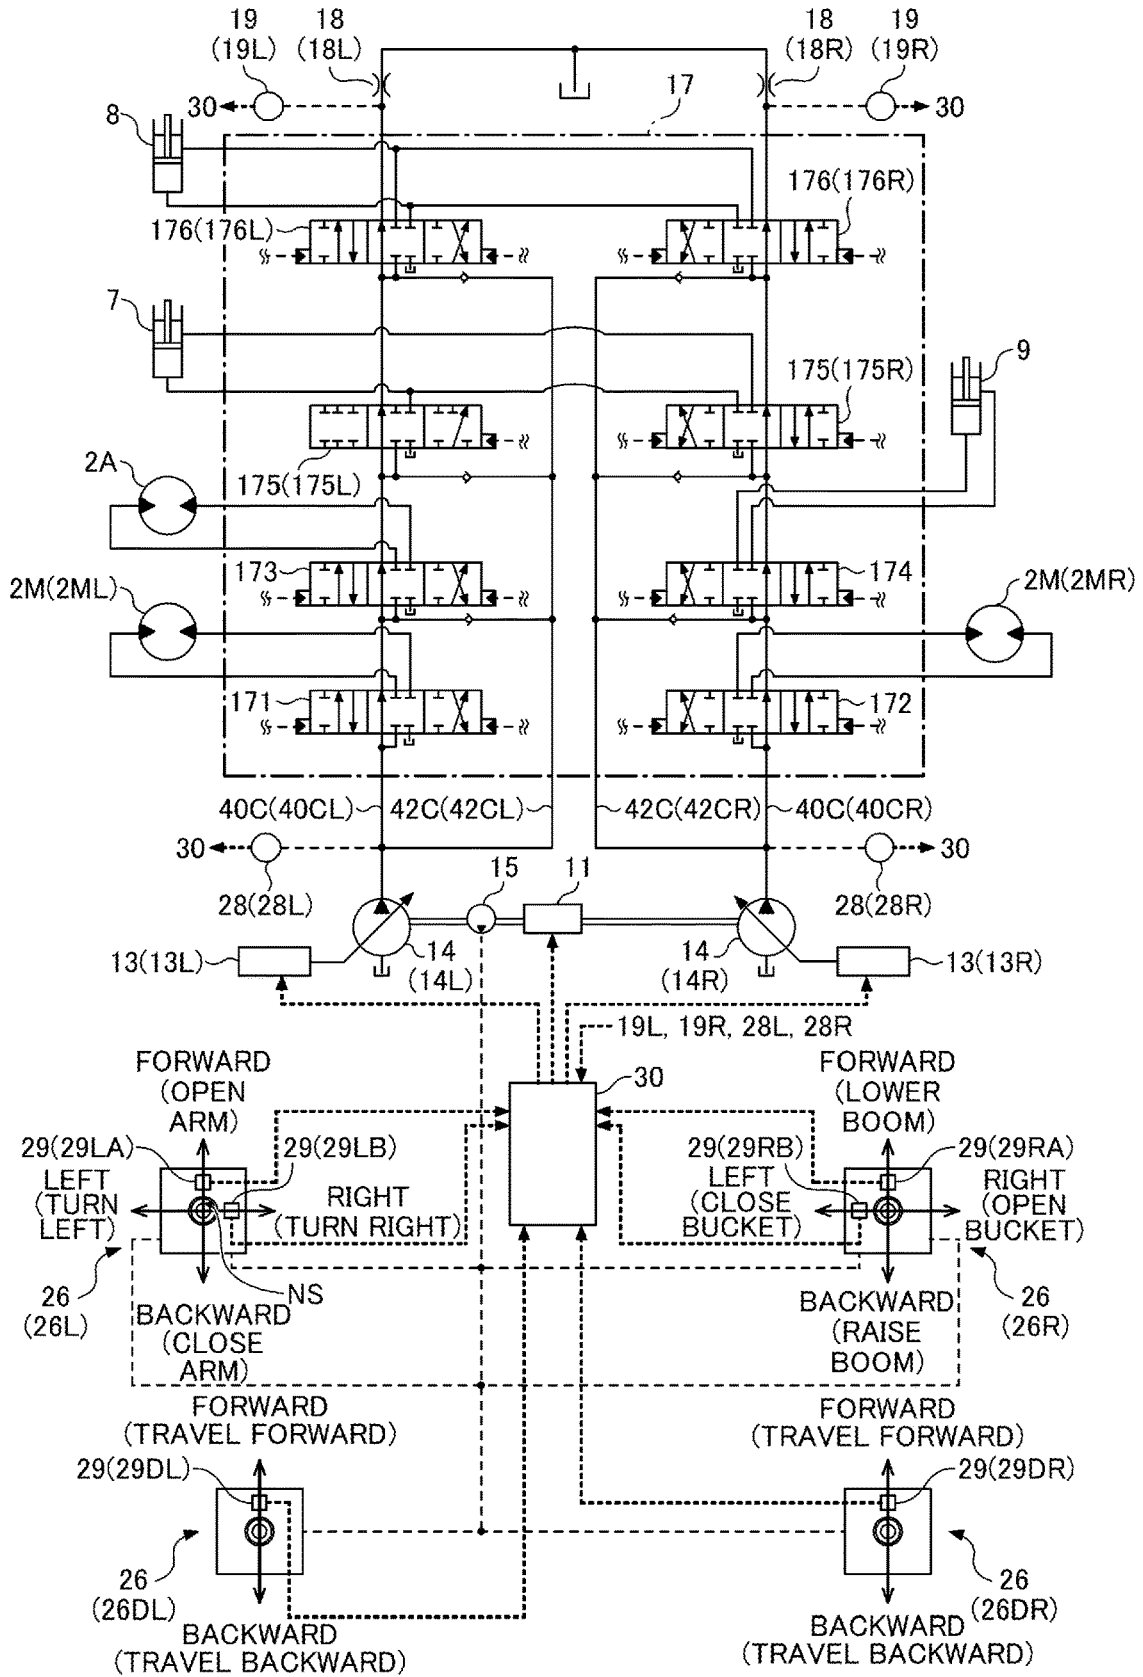 19
(19L)
18
(18L)
18
(18R)
19
(19R)
30
17
30
8
176(176L)
176(176R)
7
175(175R)
9
2A
175(175L)
173
174
2M(2ML)
2M(2MR)
171
172
40C(40CL)
42C(42CL)
42C(42CR)
40C(40CR)
30
30
28(28L)
15
11
28(28R)
13(13L)
14
(14L)
14
(14R)
13(13R)
19L, 19R, 28L, 28R
30
FORWARD
(OPEN
ARM)
FORWARD
(LOWER
BOOM)
29(29LA)
29(29LB)
29(29RB)
29(29RA)
LEFT
(TURN
LEFT)
RIGHT
(TURN RIGHT)
LEFT
(CLOSE
BUCKET)
RIGHT
(OPEN
BUCKET)
26
(26L)
NS
BACKWARD
(CLOSE
ARM)
BACKWARD
(RAISE
BOOM)
26
(26R)
FORWARD
(TRAVEL FORWARD)
FORWARD
(TRAVEL FORWARD)
29(29DL)
29(29DR)
26
(26DL)
26
(26DR)
BACKWARD
(TRAVEL BACKWARD)
BACKWARD
(TRAVEL BACKWARD)